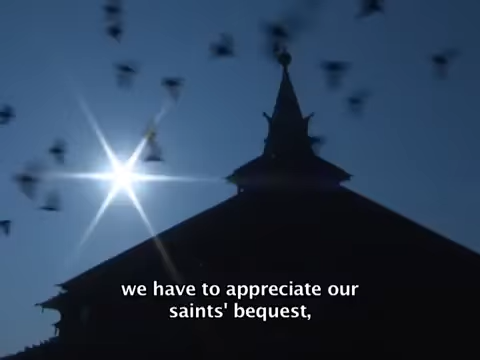 we have to appreciate our
saints' bequest,